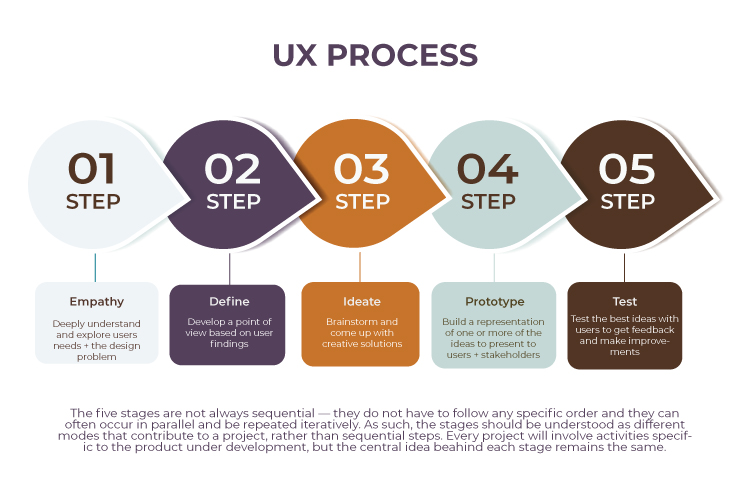 UX PROCESS
01
STEP
02
STEP
03
STEP
04
STEP
05
STEP
Empathy
Deeply understand
and explore users
needs + the design
problem
Define
Develop a point of
view based on user
findings
Ideate
Brainstorm and
come up with
creative solutions
Prototype
Build a representation
of one or more of the
ideas to present to
users + stakeholders
Test
Test the best ideas with
users to get feedback
and make improve-
ments
The five stages are not always sequential — they do not have to follow any specific order and they can
often occur in parallel and be repeated iteratively. As such, the stages should be understood as different
modes that contribute to a project, rather than sequential steps. Every project will involve activities specif-
ic to the product under development, but the central idea beahind each stage remains the same.